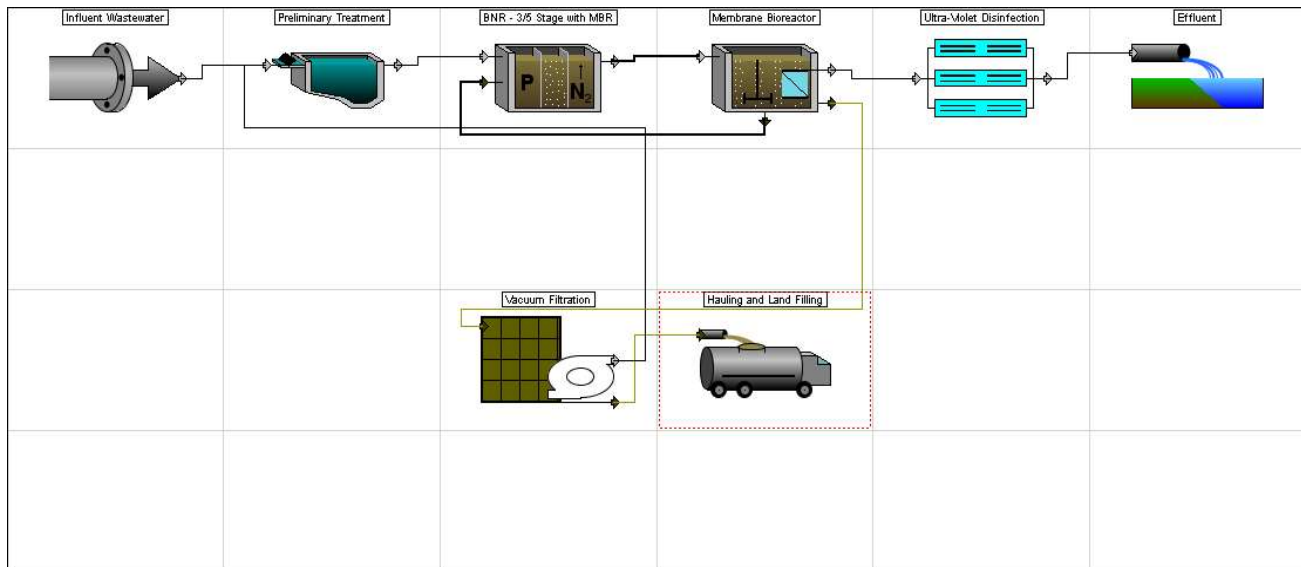 Influent Wastewater
Preliminary Treatment
BNR - 3/5 Stage with MBR
Membrane Bioreactor
Ultra-Violet Disinfection
Effluent
P
N2
Vacuum Filtration
Hauling and Land Filling